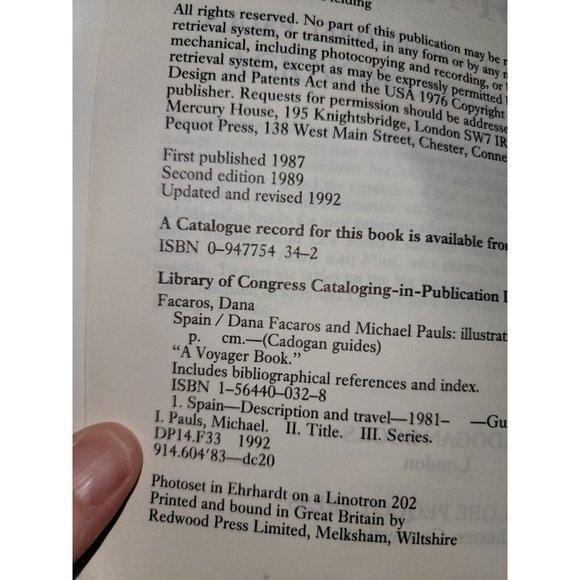 All rights reserved. No part of this publication may be
retrieval system, or transmitted, in any form or by any
mechanical, including photocopying and recording, or
retrieval system, except as may be expressly permitted
Design and Patents Act and the USA 1976 Copyright
publisher. Requests for permission should be addresse
Mercury House, 195 Knightsbridge, London SW7 1R
Pequot Press, 138 West Main Street, Chester, Conne
First published 1987
Second edition 1989
Updated and revised 1992
A Catalogue record for this book is available fro
ISBN 0–947754 34–2
Library of Congress Cataloging-in-Publication
Facaros, Dana
Spain / Dana Facaros and Michael Pauls: illustrat
p. cm.—(Cadogan guides)
“A Voyager Book.”
Includes bibliographical references and index.
ISBN 1–56440–032–8
1. Spain—Description and travel—1981– —Gu
I. Pauls, Michael. II. Title. III. Series.
DP14.F33 1992
914.604'83—dc20
Photoset in Ehrhardt on a Linotron 202
Printed and bound in Great Britain by
Redwood Press Limited, Melksham, Wiltshire